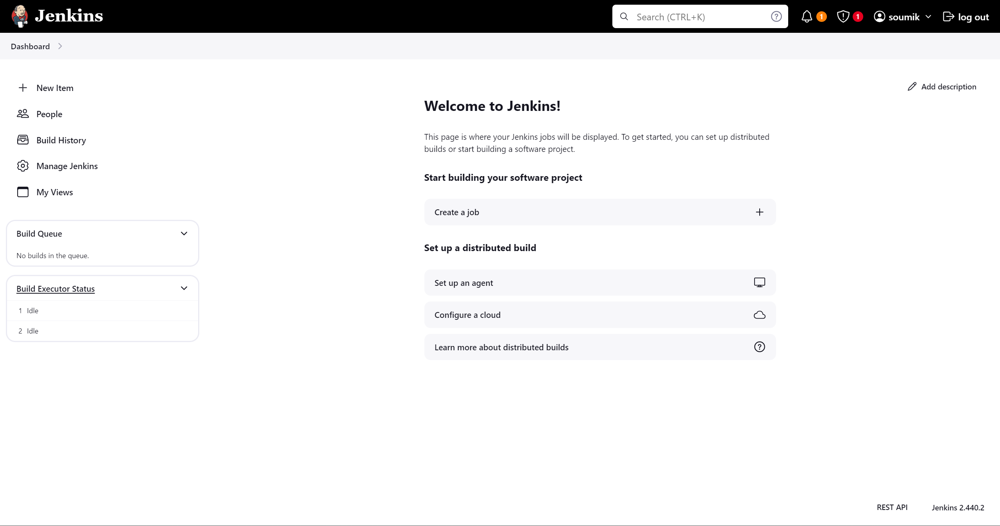 Jenkins
Search (CTRL+K)
1
1
soumik
log out
Dashboard
New Item
People
Build History
Manage Jenkins
My Views
Build Queue
No builds in the queue.
Build Executor Status
1 Idle
2 Idle
Add description
Welcome to Jenkins!
This page is where your Jenkins jobs will be displayed. To get started, you can set up distributed
builds or start building a software project.
Start building your software project
Create a job
Set up a distributed build
Set up an agent
Configure a cloud
Learn more about distributed builds
REST API
Jenkins 2.440.2